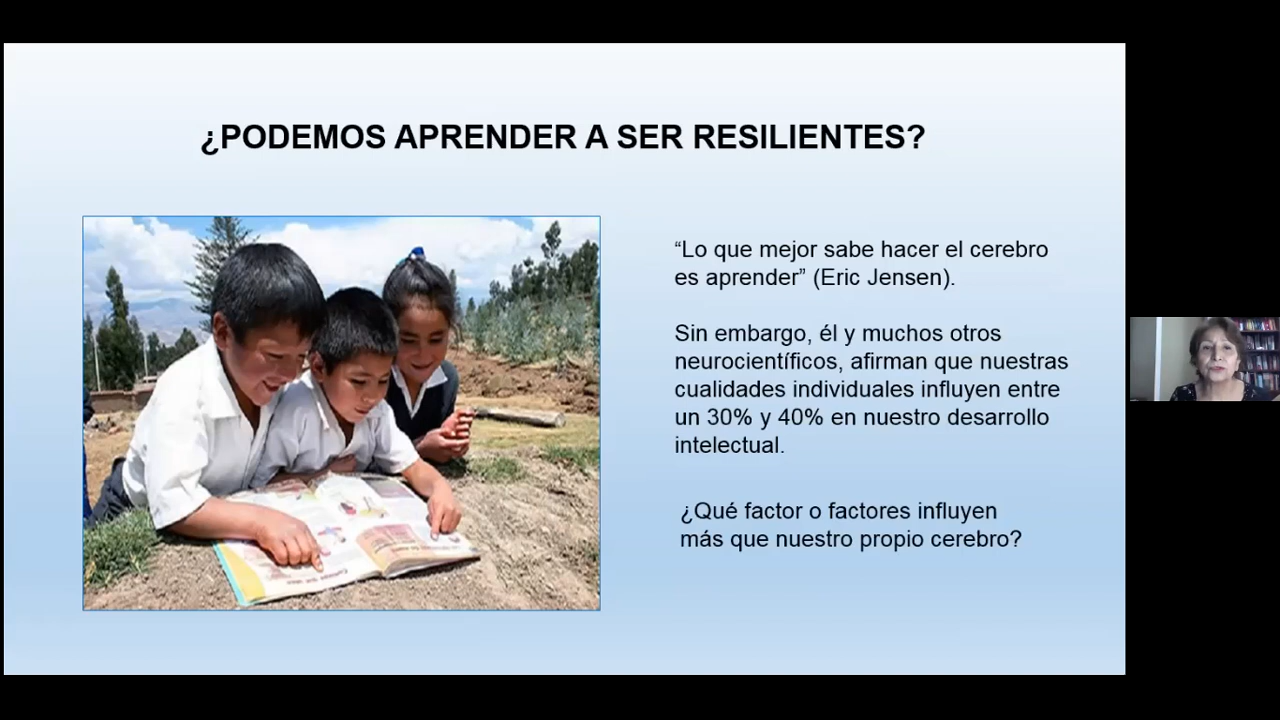 ¿PODEMOS APRENDER A SER RESILIENTES?
“Lo que mejor sabe hacer el cerebro
es aprender” (Eric Jensen).
Sin embargo, él y muchos otros
neurocientíficos, afirman que nuestras
cualidades individuales influyen entre
un 30% y 40% en nuestro desarrollo
intelectual.
¿Qué factor o factores influyen
más que nuestro propio cerebro?